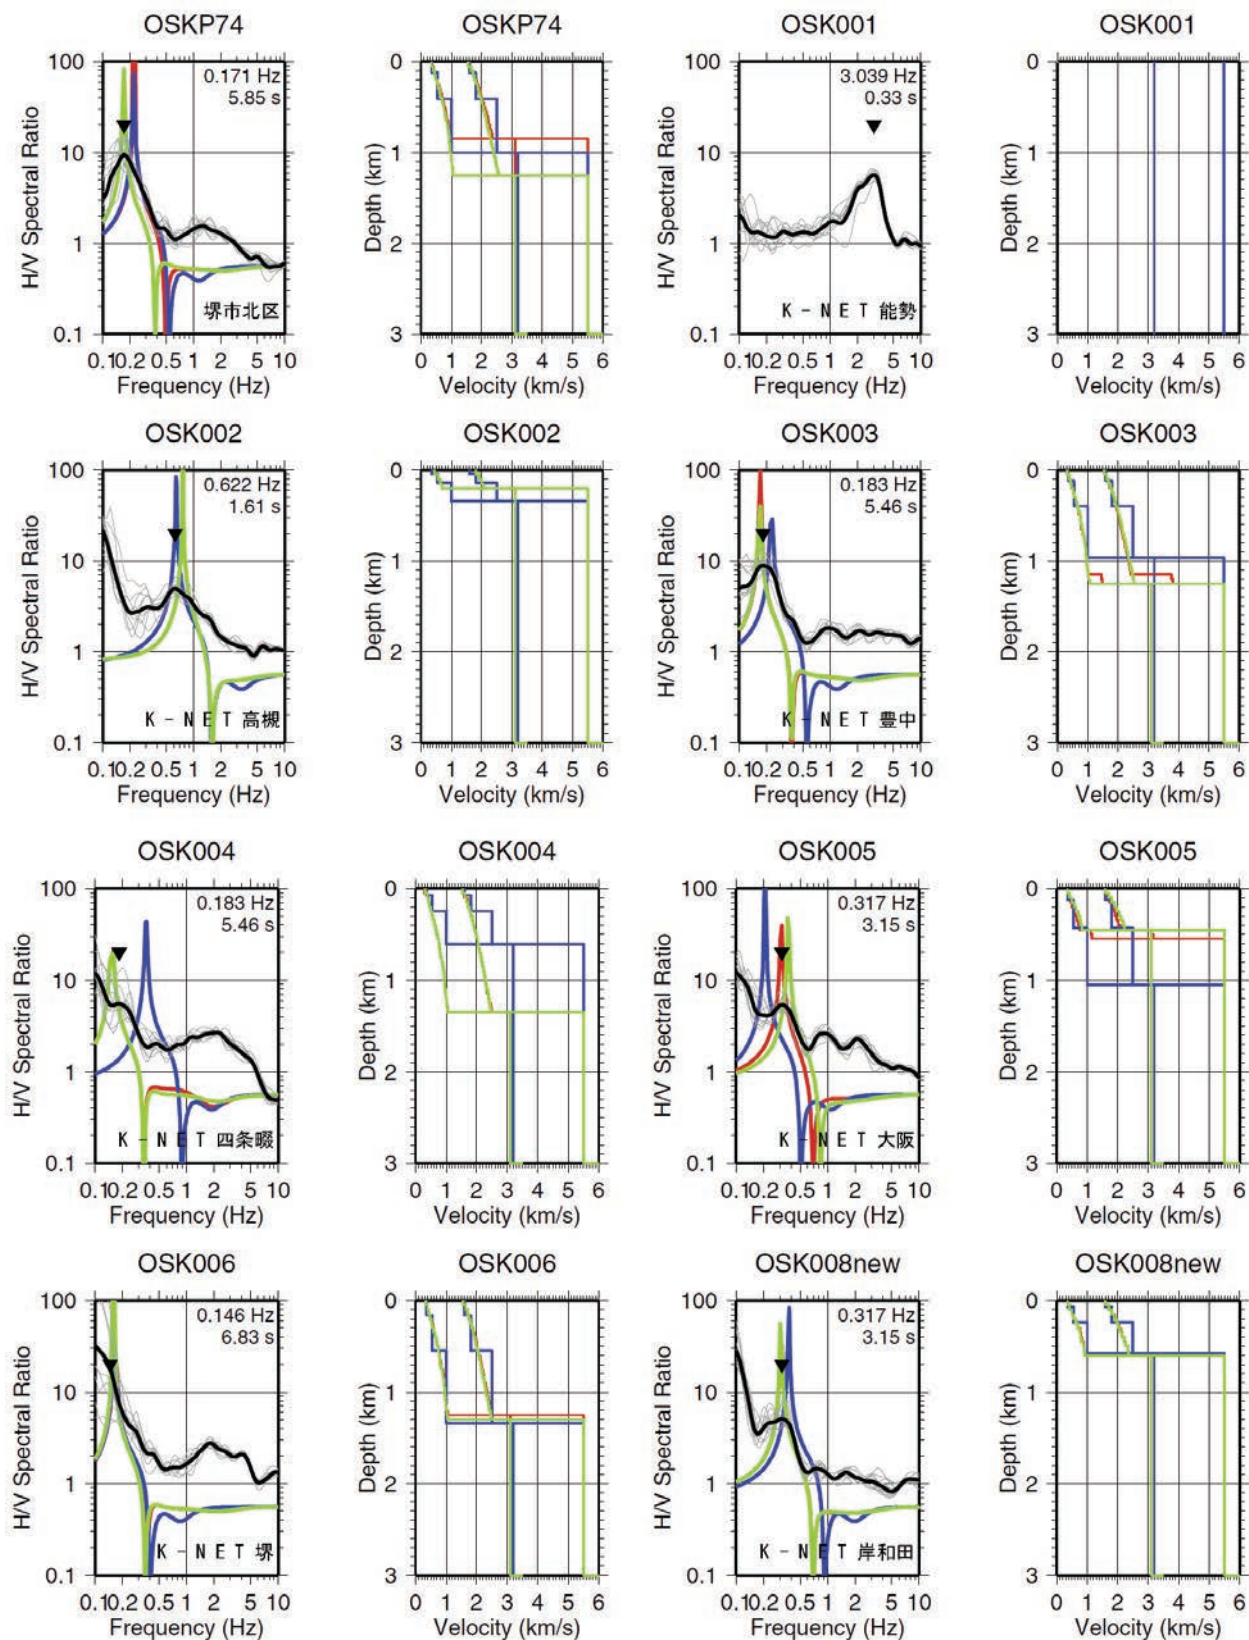 OSKP74
H/V Spectral Ratio
100
10
1
0.1
0.171 Hz
5.85 s
堺市北区
0.1 0.2 0.5 1 2 5 10
Frequency (Hz)
OSKP74
Depth (km)
0
1
2
3
0 1 2 3 4 5 6
Velocity (km/s)
OSK001
H/V Spectral Ratio
100
10
1
0.1
3.039 Hz
0.33 s
K-NET 能勢
0.1 0.2 0.5 1 2 5 10
Frequency (Hz)
OSK001
Depth (km)
0
1
2
3
0 1 2 3 4 5 6
Velocity (km/s)
OSK002
H/V Spectral Ratio
100
10
1
0.1
0.622 Hz
1.61 s
K-NET 高槻
0.1 0.2 0.5 1 2 5 10
Frequency (Hz)
OSK002
Depth (km)
0
1
2
3
0 1 2 3 4 5 6
Velocity (km/s)
OSK003
H/V Spectral Ratio
100
10
1
0.1
0.183 Hz
5.46 s
K-NET 豊中
0.1 0.2 0.5 1 2 5 10
Frequency (Hz)
OSK003
Depth (km)
0
1
2
3
0 1 2 3 4 5 6
Velocity (km/s)
OSK004
H/V Spectral Ratio
100
10
1
0.1
0.183 Hz
5.46 s
K-NET 四条畷
0.1 0.2 0.5 1 2 5 10
Frequency (Hz)
OSK004
Depth (km)
0
1
2
3
0 1 2 3 4 5 6
Velocity (km/s)
OSK005
H/V Spectral Ratio
100
10
1
0.1
0.317 Hz
3.15 s
K-NET 大阪
0.1 0.2 0.5 1 2 5 10
Frequency (Hz)
OSK005
Depth (km)
0
1
2
3
0 1 2 3 4 5 6
Velocity (km/s)
OSK006
H/V Spectral Ratio
100
10
1
0.1
0.146 Hz
6.83 s
K-NET 堺
0.1 0.2 0.5 1 2 5 10
Frequency (Hz)
OSK006
Depth (km)
0
1
2
3
0 1 2 3 4 5 6
Velocity (km/s)
OSK008new
H/V Spectral Ratio
100
10
1
0.1
0.317 Hz
3.15 s
K-NET 岸和田
0.1 0.2 0.5 1 2 5 10
Frequency (Hz)
OSK008new
Depth (km)
0
1
2
3
0 1 2 3 4 5 6
Velocity (km/s)